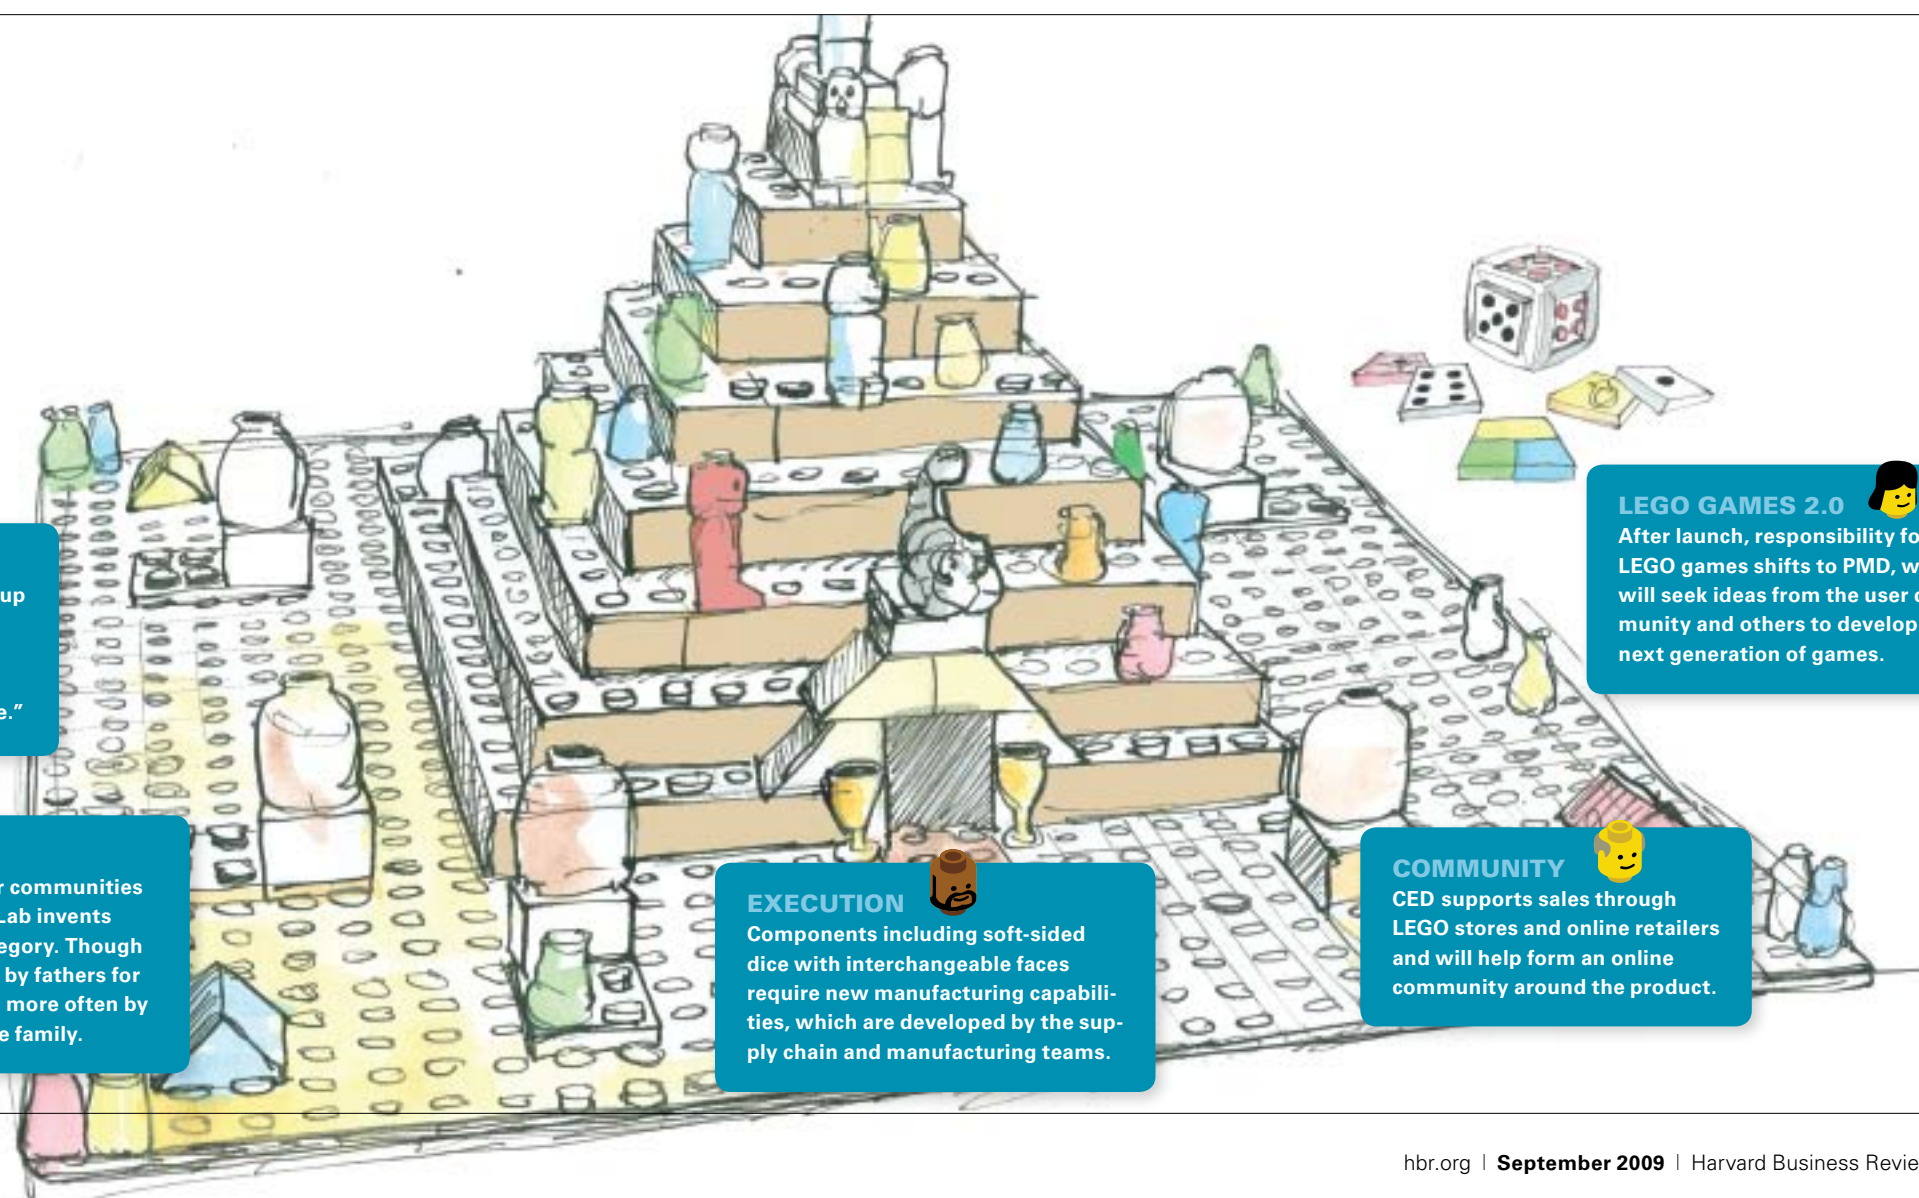 up
e.”
r communities
Lab invents
egory. Though
by fathers for
more often by
e family.
EXECUTION
Components including soft-sided
dice with interchangeable faces
require new manufacturing capabili-
ties, which are developed by the sup-
ply chain and manufacturing teams.
COMMUNITY
CED supports sales through
LEGO stores and online retailers
and will help form an online
community around the product.
LEGO GAMES 2.0
After launch, responsibility fo
LEGO games shifts to PMD, w
will seek ideas from the user c
munity and others to develop
next generation of games.
hbr.org | September 2009 | Harvard Business Revie